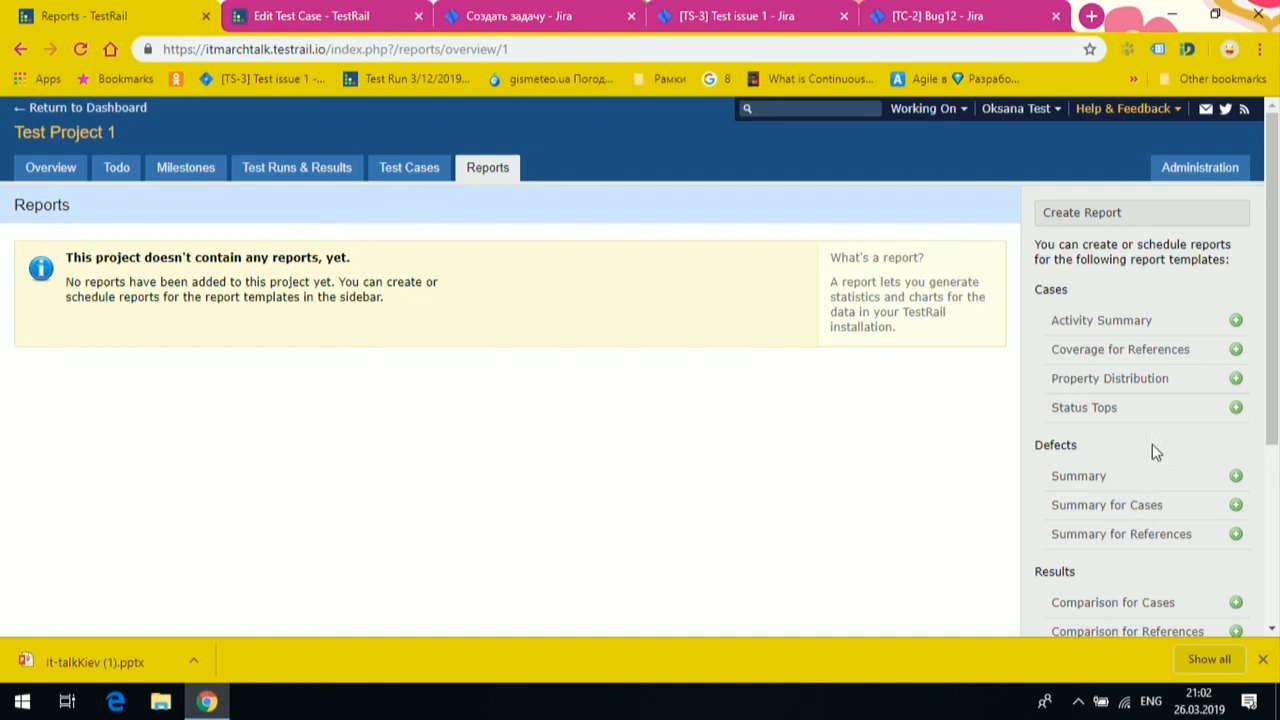 Reports - TestRail
Edit Test Case - TestRail
Создать задачу - Jira
[TS-3] Test issue 1 - Jira
[TC-2] Bug12 - Jira
https://itmarchtalk.testrail.io/index.php?/reports/overview/1
Apps
Bookmarks
[TS-3] Test issue 1 -...
Test Run 3/12/2019...
gismeteo.ua Погод...
Рамки
8
What is Continuous...
Agile в
Разрабо...
Other bookmarks
← Return to Dashboard
Working On
Oksana Test
Help & Feedback
Test Project 1
Overview
Todo
Milestones
Test Runs & Results
Test Cases
Reports
Administration
Reports
This project doesn't contain any reports, yet.
No reports have been added to this project yet. You can create or
schedule reports for the report templates in the sidebar.
What's a report?
A report lets you generate
statistics and charts for the
data in your TestRail
installation.
Create Report
You can create or schedule reports
for the following report templates:
Cases
Activity Summary
Coverage for References
Property Distribution
Status Tops
Defects
Summary
Summary for Cases
Summary for References
Results
Comparison for Cases
Comparison for References
It-talkKiev (1).pptx
Show all
ENG
21:02
26.03.2019